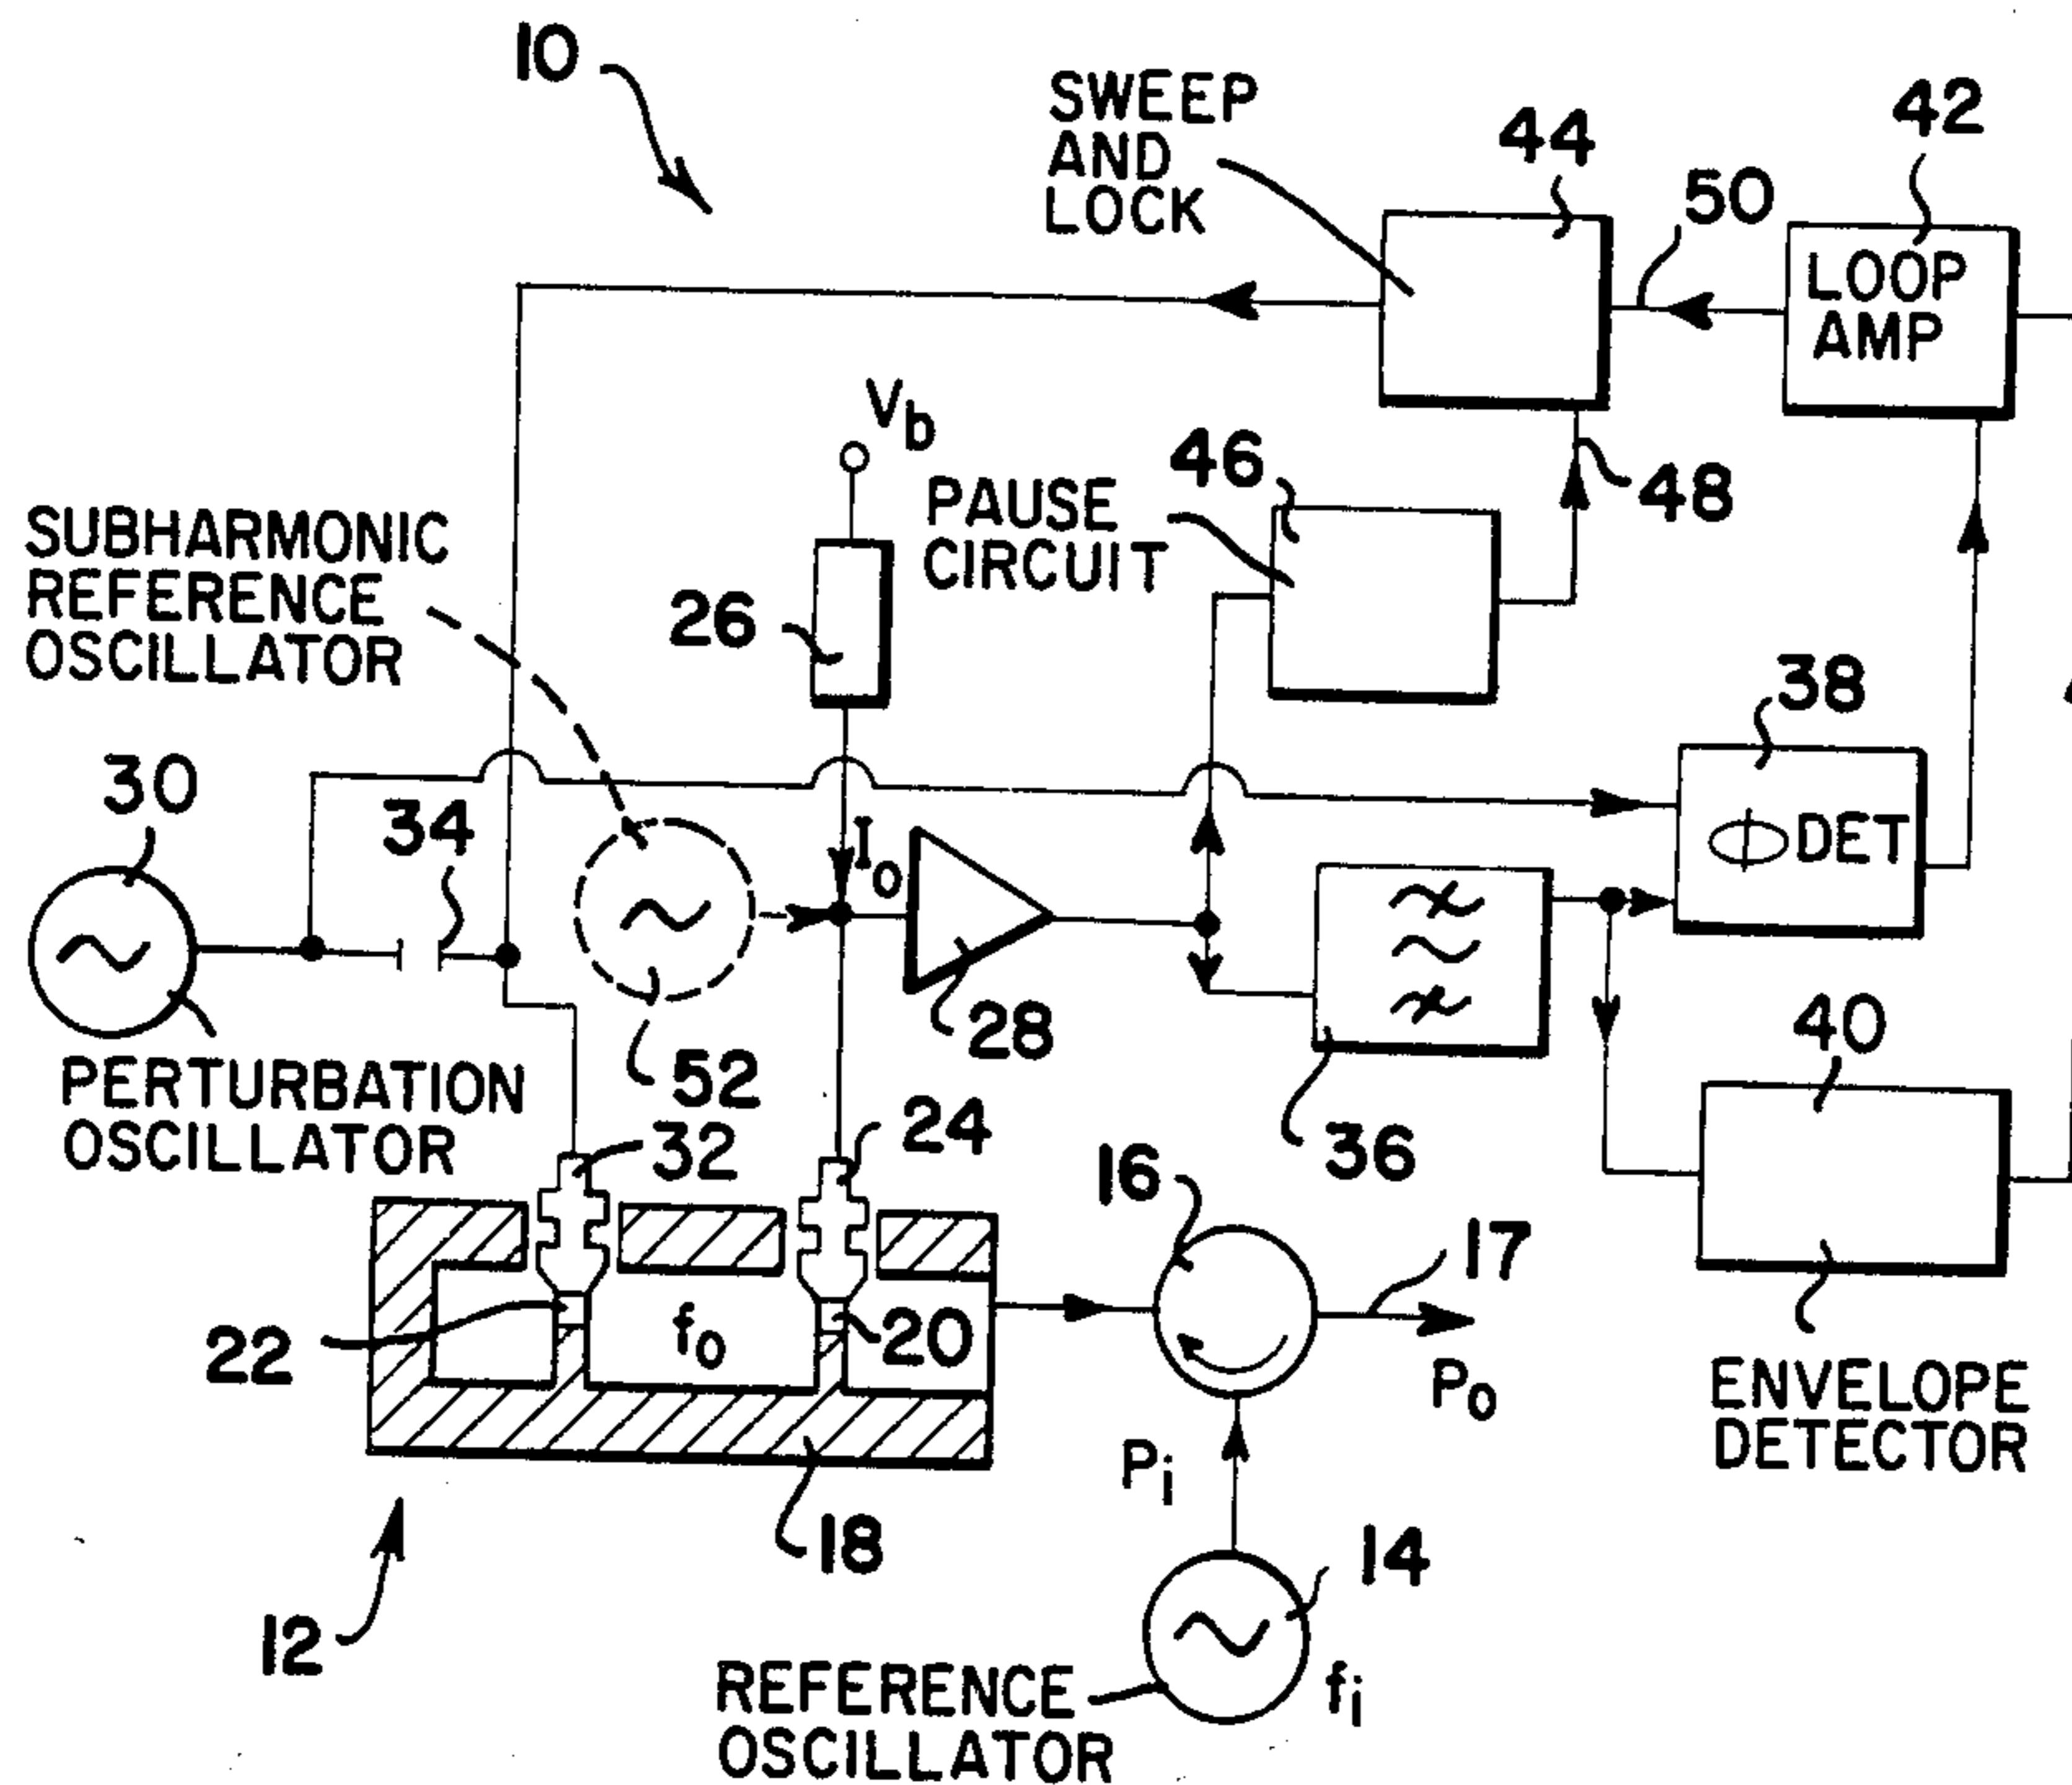 10
SWEEP
AND
LOCK
44
42
50
LOOP
AMP
Vb
46
PAUSE
CIRCUIT
48
SUBHARMONIC
REFERENCE
OSCILLATOR
26
38
30
34
Io
ϕ DET
28
40
PERTURBATION
OSCILLATOR
52
32
24
36
16
17
22
fo
20
Po
ENVELOPE
DETECTOR
Pi
18
14
12
REFERENCE
OSCILLATOR
fi